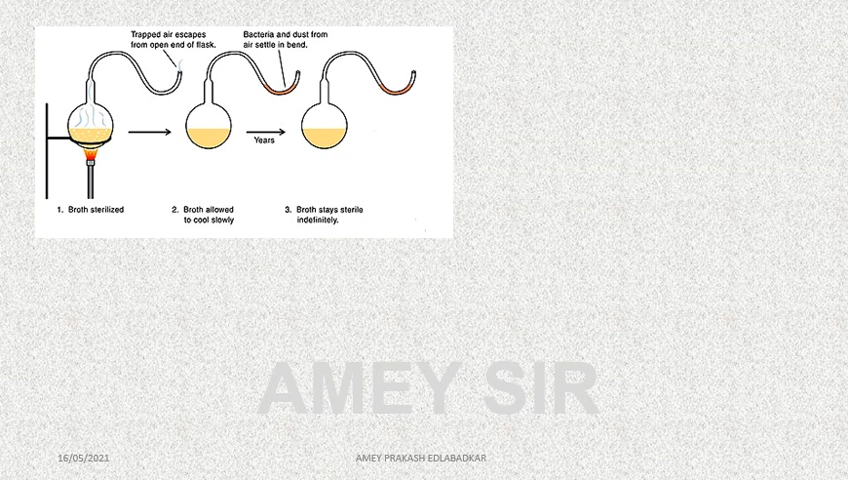 Trapped air escapes
from open end of flask.
Bacteria and dust from
air settle in bend.
Years
1. Broth sterilized
2. Broth allowed
to cool slowly
3. Broth stays sterile
indefinitely.
AMEY SIR
16/05/2021
AMEY PRAKASH EDLABADKAR